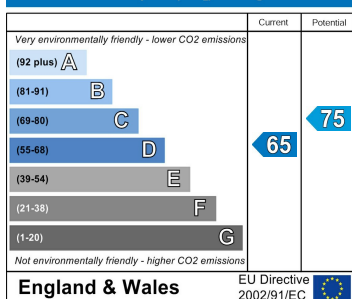 Current Potential
Very environmentally friendly - lower CO2 emissions
(92 plus) A
(81-91) B
(69-80) C
75
(55-68) D
65
(39-54) E
(21-38) F
(1-20) G
Not environmentally friendly - higher CO2 emissions
England & Wales
EU Directive
2002/91/EC